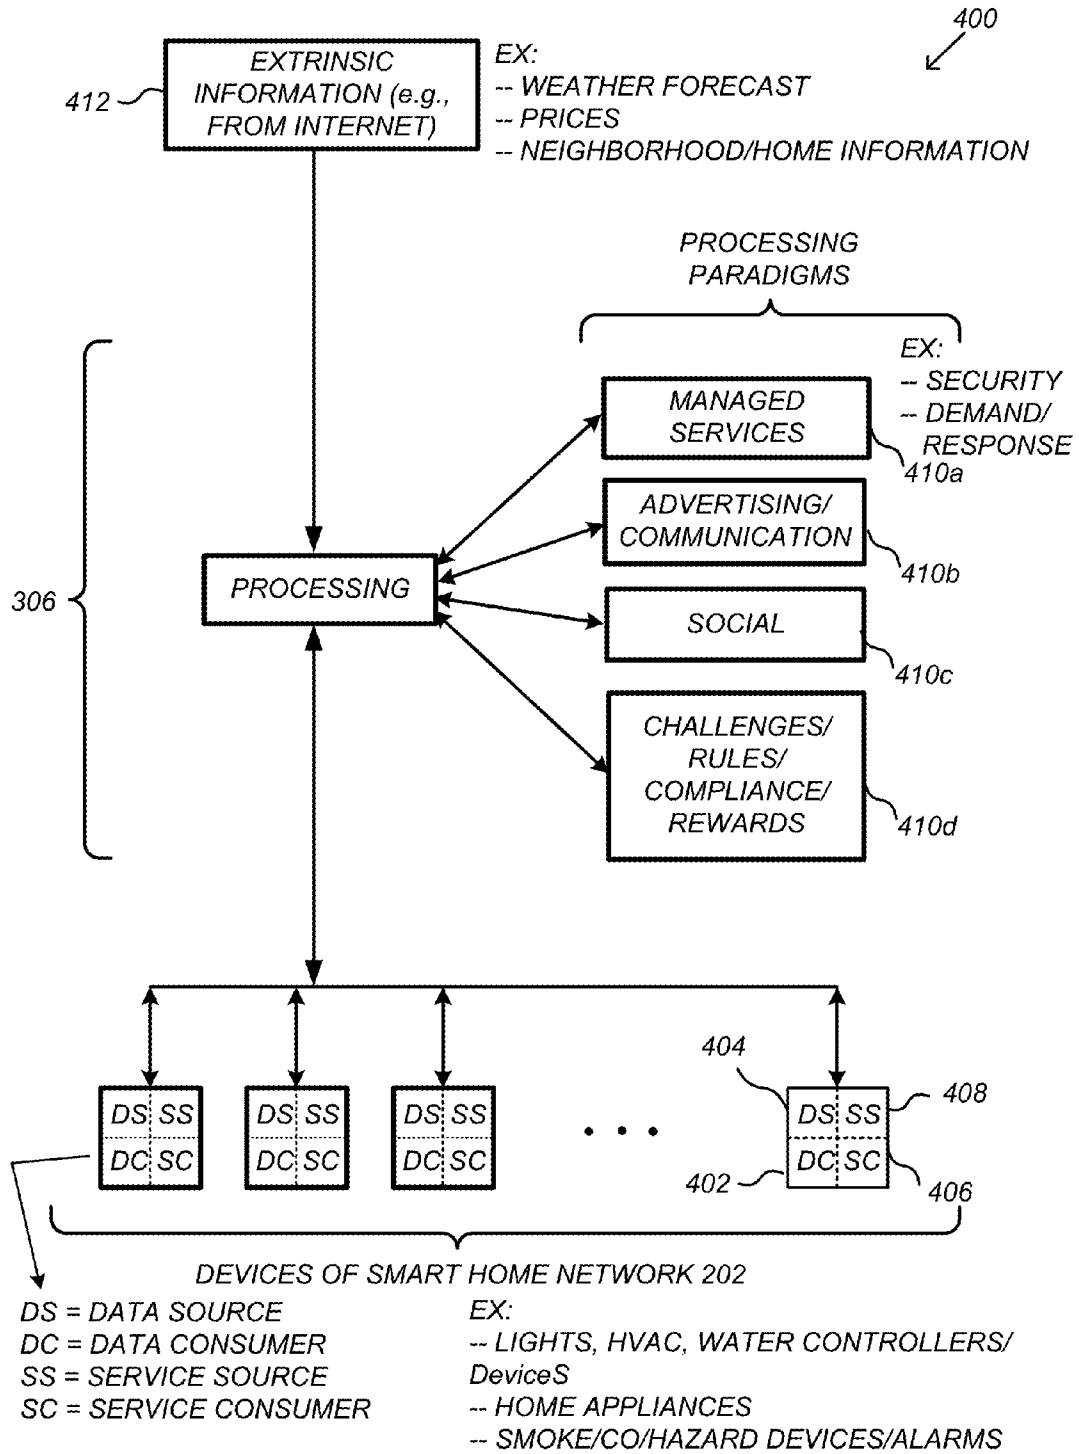 400
EXTRINSIC
INFORMATION (e.g.,
FROM INTERNET)
412
EX:
-- WEATHER FORECAST
-- PRICES
-- NEIGHBORHOOD/HOME INFORMATION
PROCESSING
PARADIGMS
EX:
-- SECURITY
-- DEMAND/
RESPONSE
MANAGED
SERVICES
410a
ADVERTISING/
COMMUNICATION
410b
306
PROCESSING
SOCIAL
410c
CHALLENGES/
RULES/
COMPLIANCE/
REWARDS
410d
DS SS
DC SC
DS SS
DC SC
DS SS
DC SC
. . .
404
DS SS
DC SC
408
402
406
DEVICES OF SMART HOME NETWORK 202
DS = DATA SOURCE
DC = DATA CONSUMER
SS = SERVICE SOURCE
SC = SERVICE CONSUMER
EX:
-- LIGHTS, HVAC, WATER CONTROLLERS/
DeviceS
-- HOME APPLIANCES
-- SMOKE/CO/HAZARD DEVICES/ALARMS